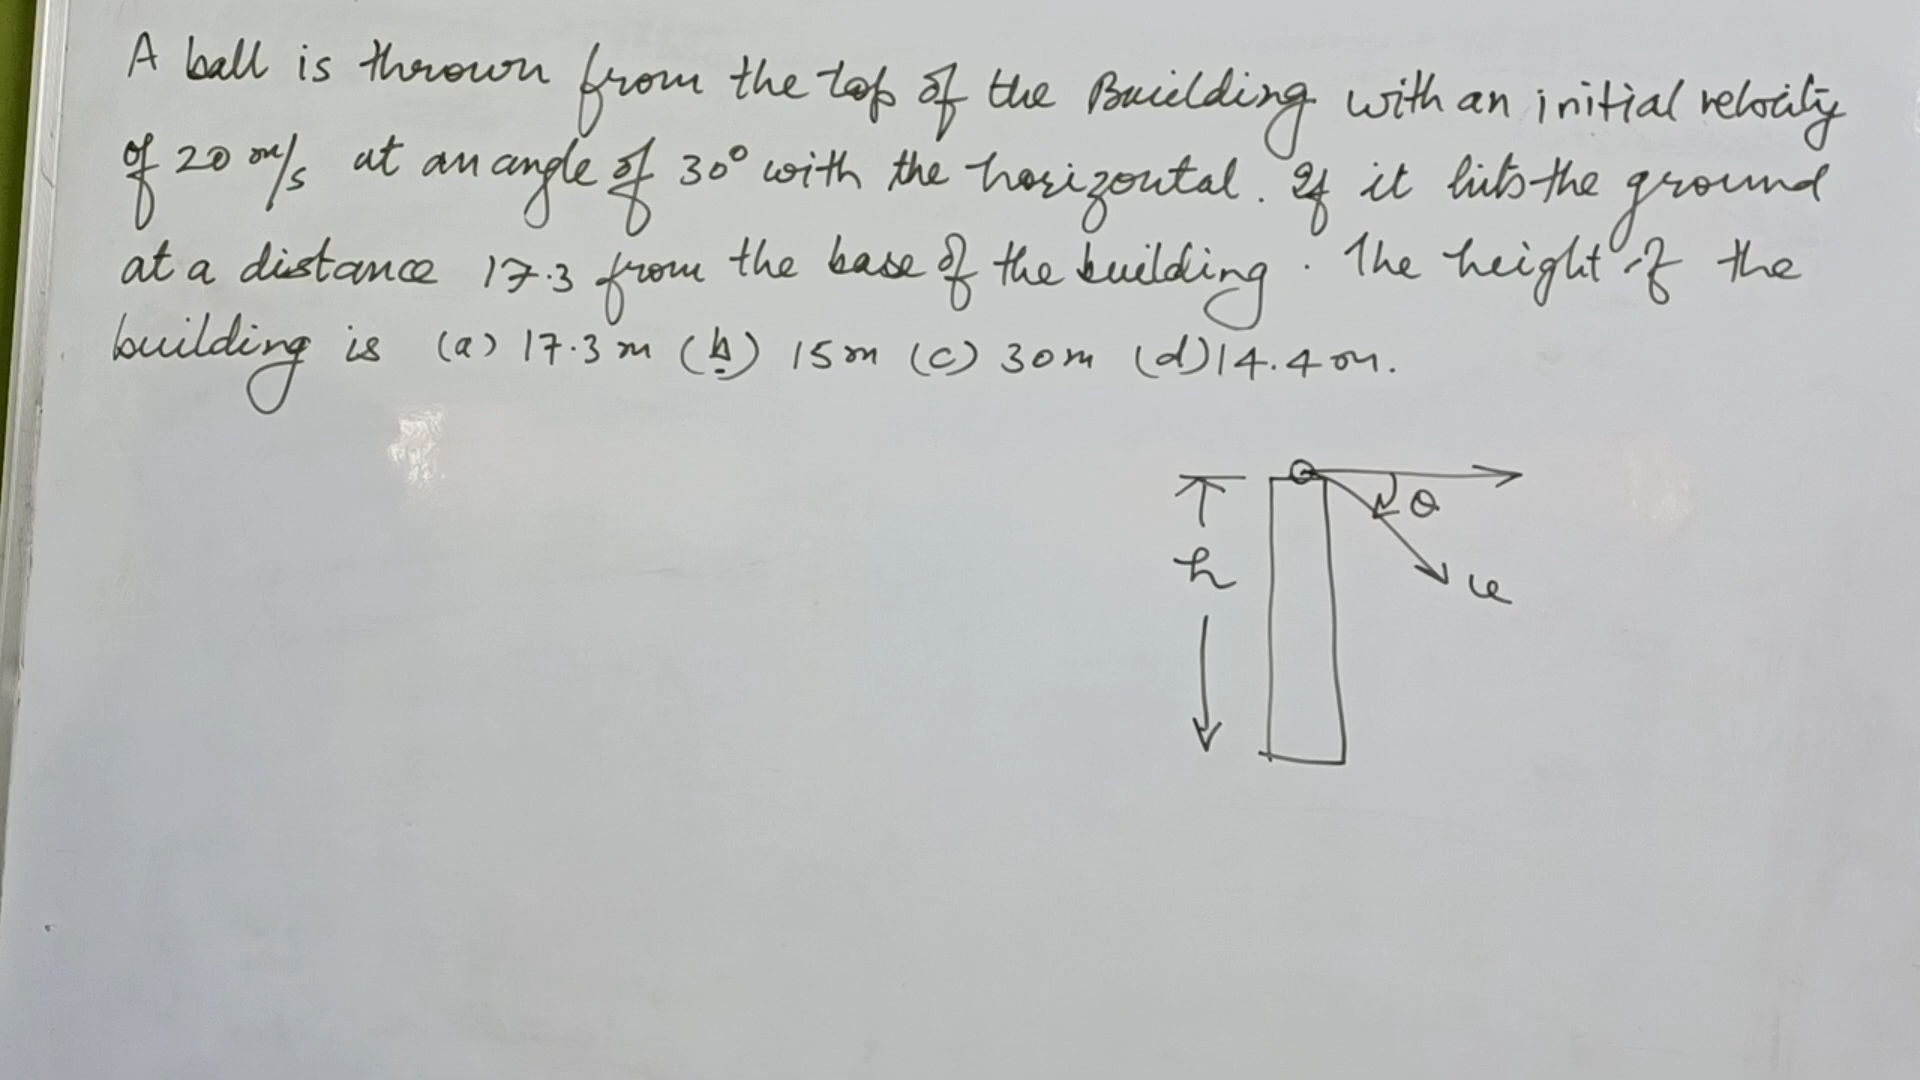 A ball is thrown from the top of the Building with an initial velocity
of 20 m/s at an angle of 30° with the horizontal. If it hits the ground
at a distance 17.3 from the base of the building. The height of the
building is (a) 17.3 m (b) 15 m (c) 30 m (d) 14.4 m.
θ
h
u